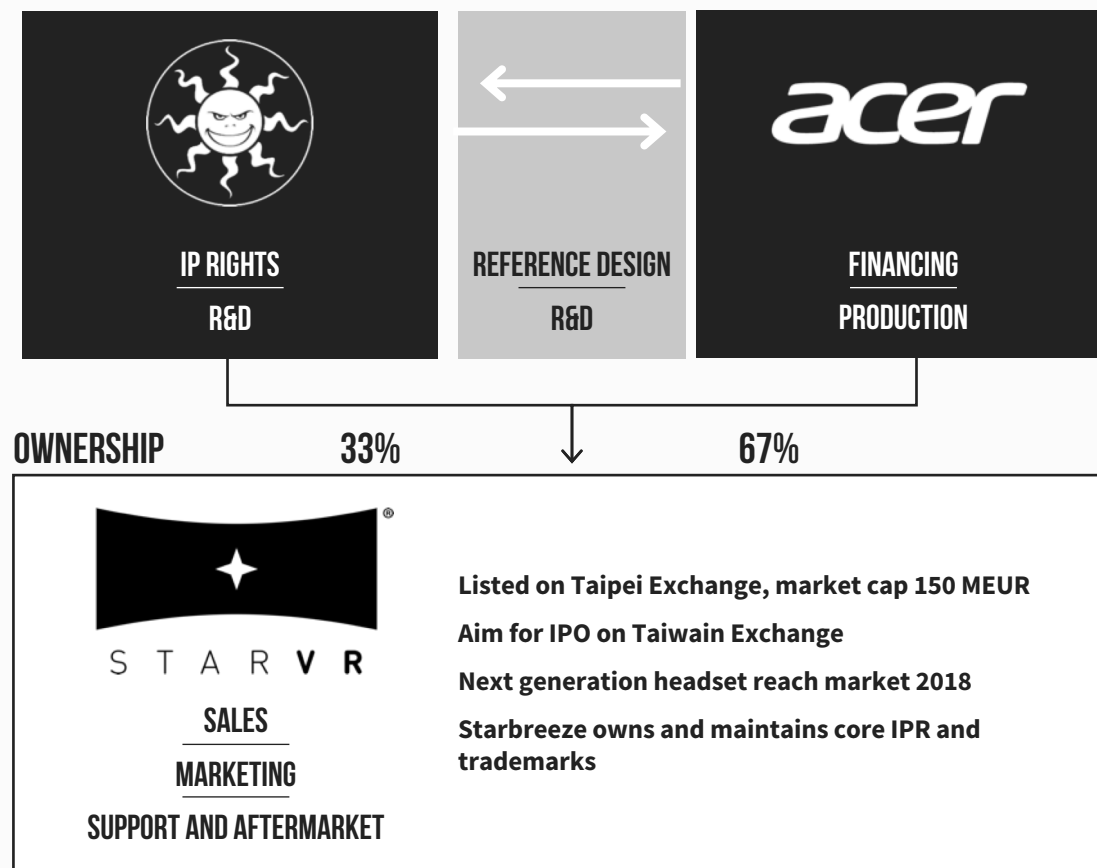 acer
IP RIGHTS
R&D
REFERENCE DESIGN
R&D
FINANCING
PRODUCTION
OWNERSHIP
33%
67%
®
STARVR
SALES
MARKETING
SUPPORT AND AFTERMARKET
Listed on Taipei Exchange, market cap 150 MEUR
Aim for IPO on Taiwain Exchange
Next generation headset reach market 2018
Starbreeze owns and maintains core IPR and
trademarks